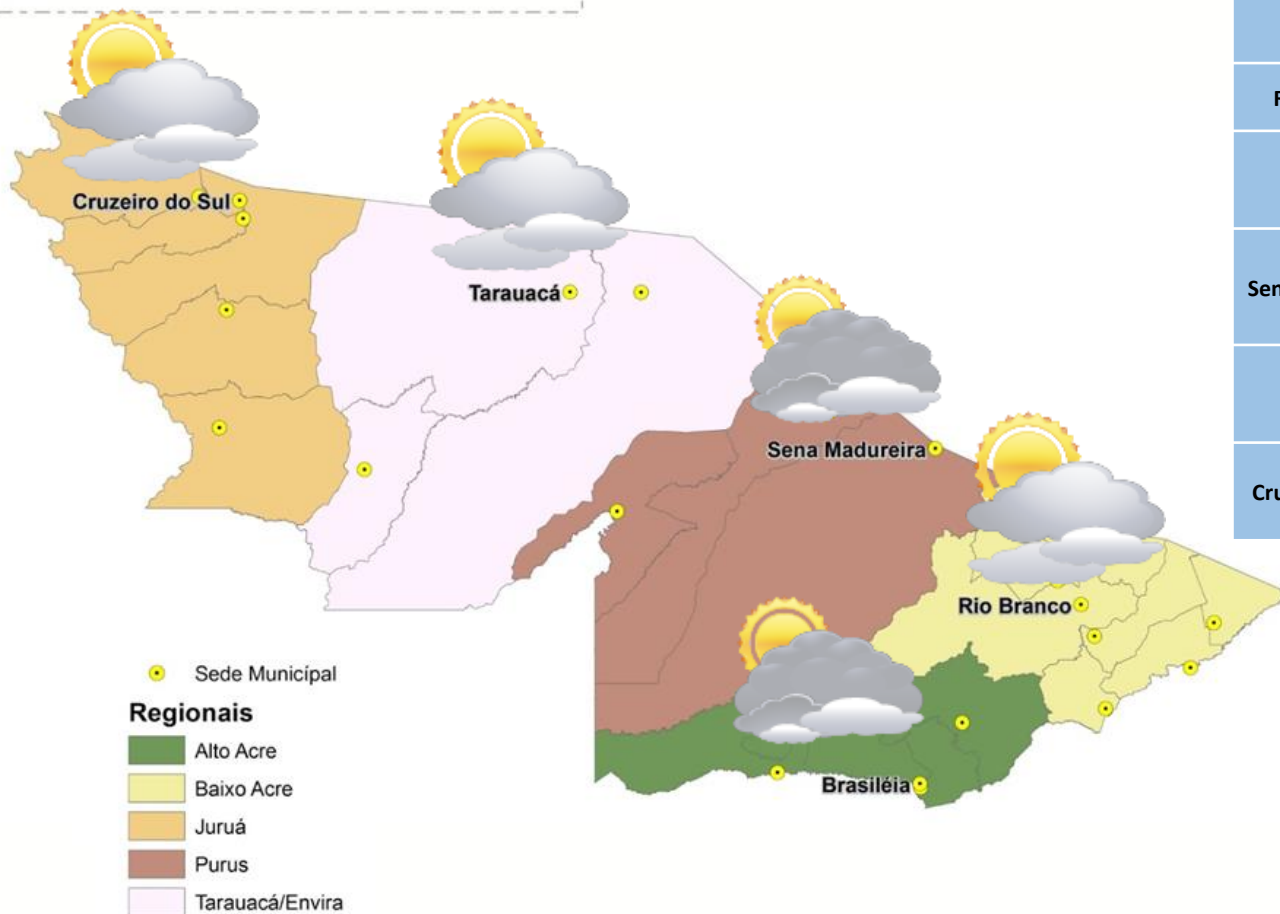 Cruzeiro do Sul
Tarauacá
Sena Madureira
Rio Branco
Brasiléia
Sede Municípal
Regionais
Alto Acre
Baixo Acre
Juruá
Purus
Tarauacá/Envira